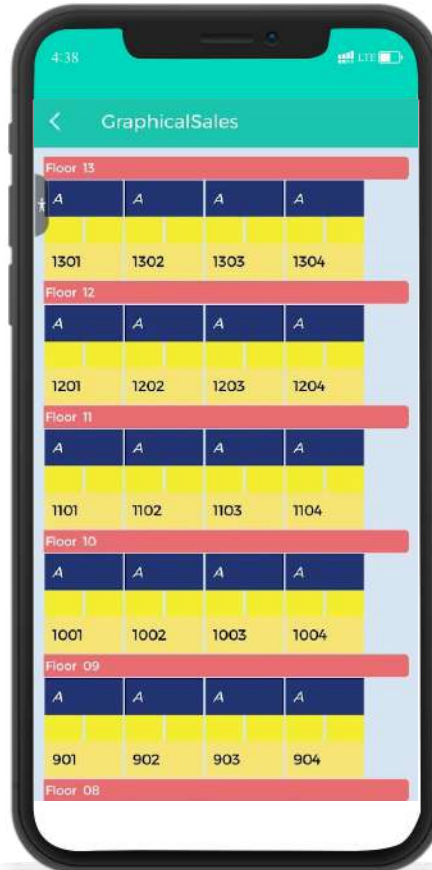 4:38 LTE
GraphicalSales
Floor 13
A A A A
1301 1302 1303 1304
Floor 12
A A A A
1201 1202 1203 1204
Floor 11
A A A A
1101 1102 1103 1104
Floor 10
A A A A
1001 1002 1003 1004
Floor 09
A A A A
901 902 903 904
Floor 08